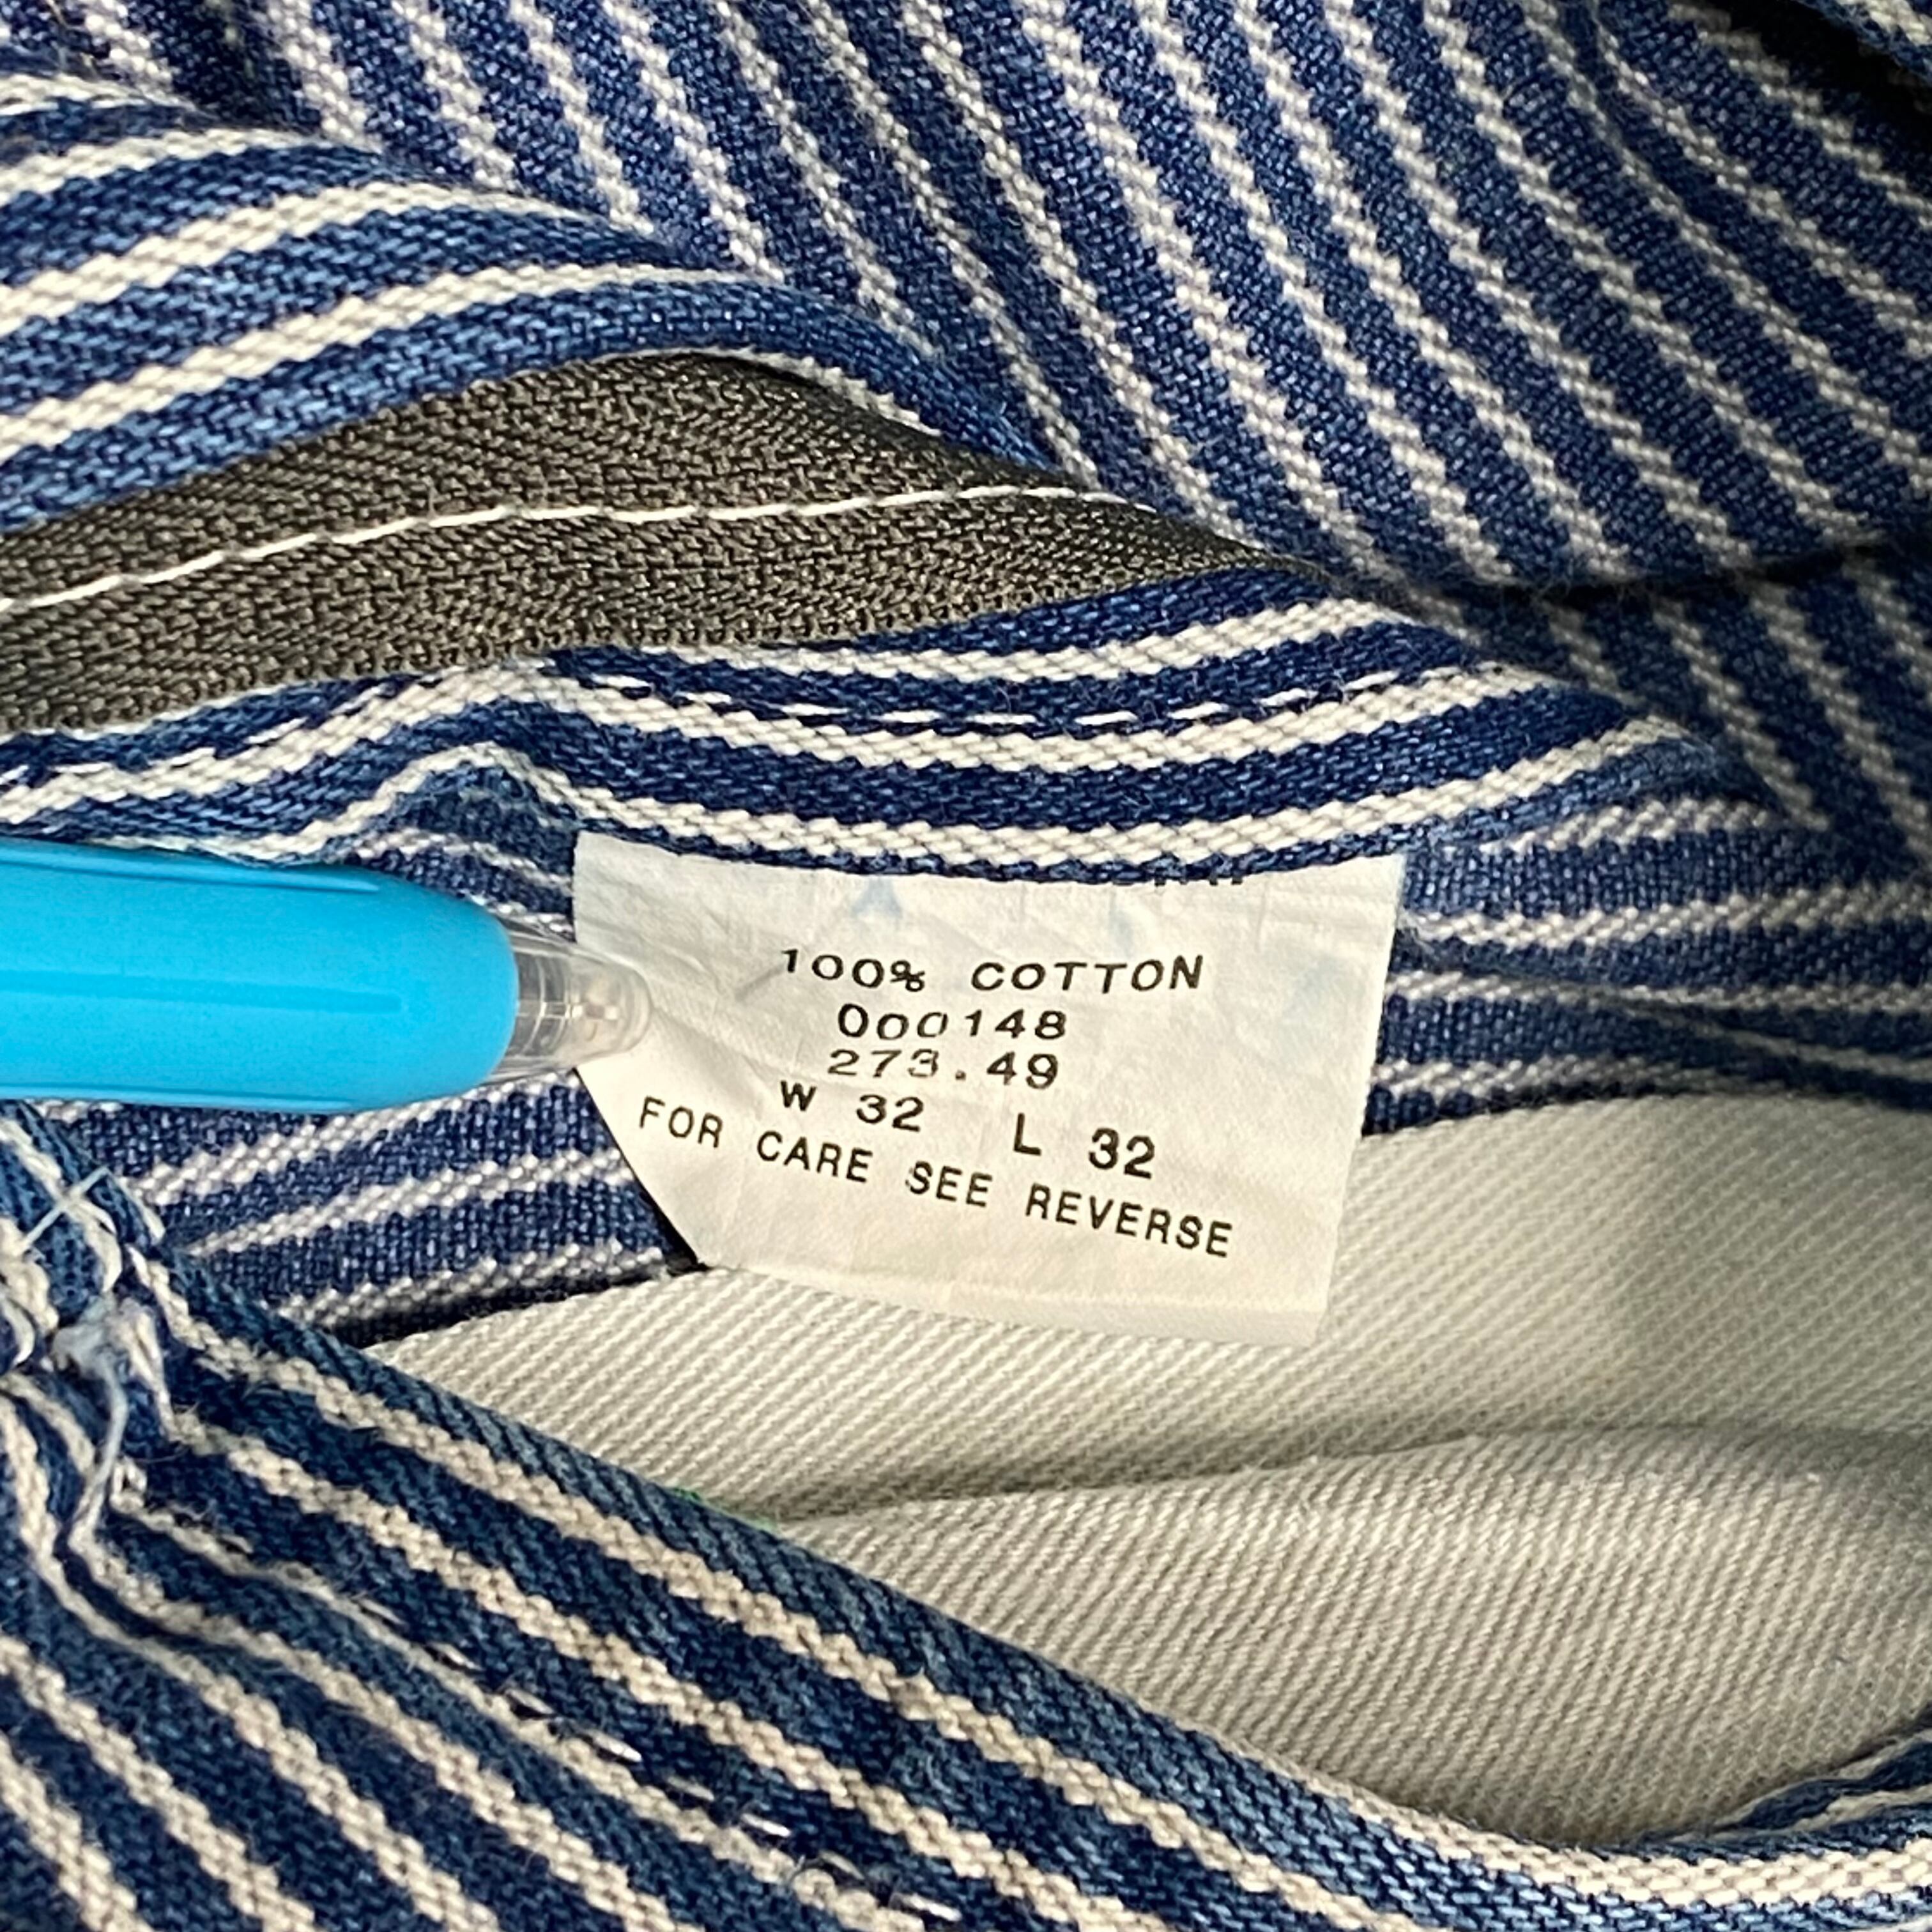 100% COTTON
000148
273.49
W 32 L 32
FOR CARE SEE REVERSE